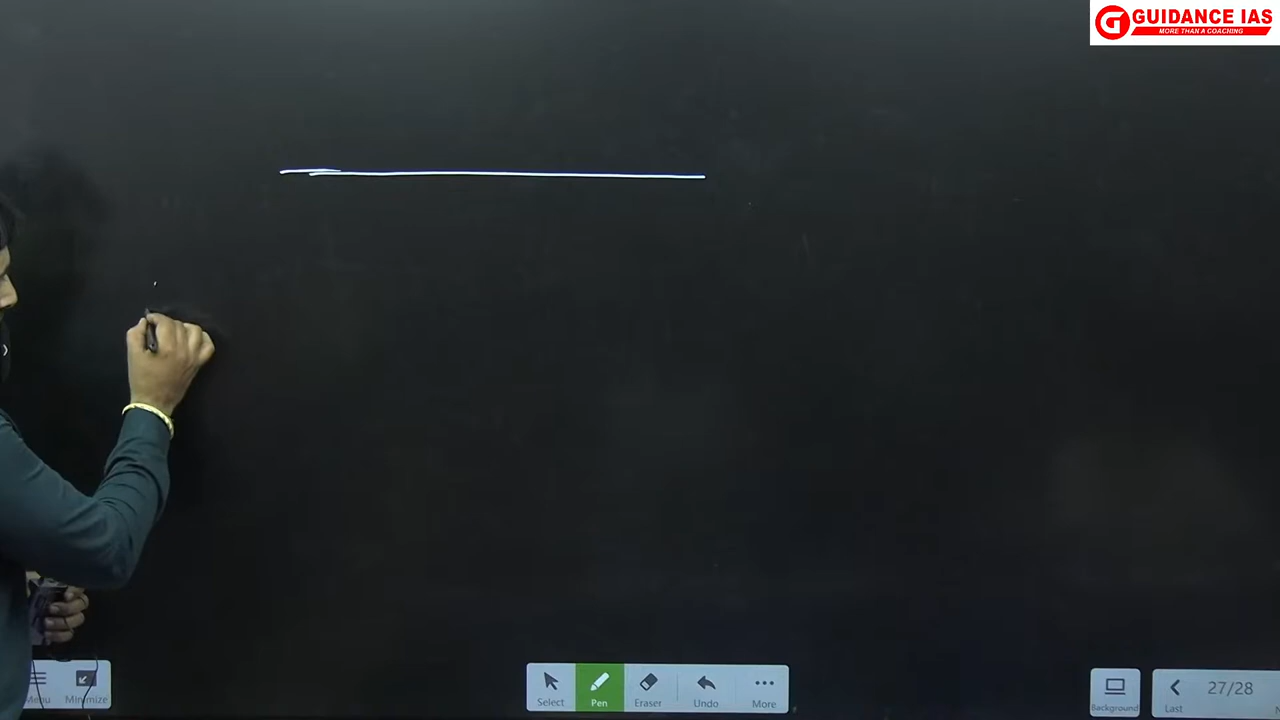 GUIDANCE IAS
MORE THAN A COACHING
Menu
Minimize
Select
Pen
Eraser
Undo
More
Background
Last
27/28